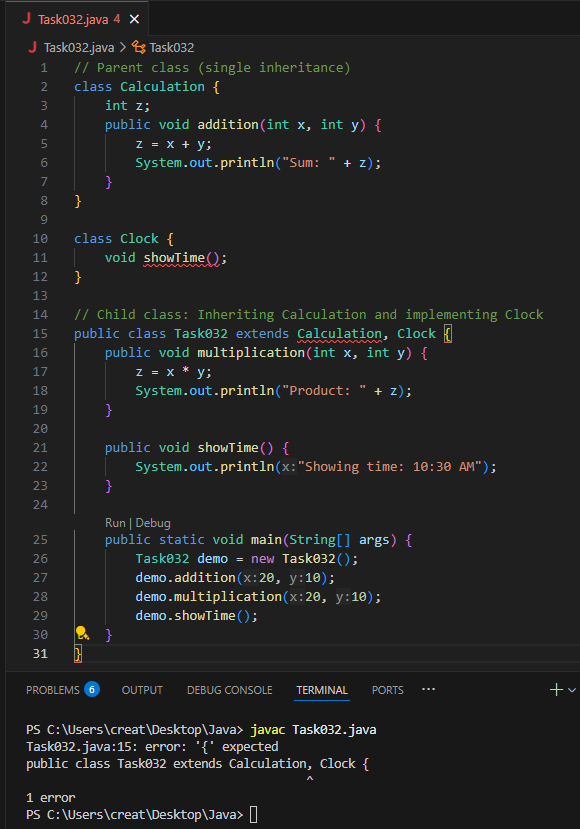 J Task032.java 4 ×
J Task032.java > Task032
1 // Parent class (single inheritance)
2 class Calculation {
3     int z;
4     public void addition(int x, int y) {
5         z = x + y;
6         System.out.println("Sum: " + z);
7     }
8 }
9
10 class Clock {
11     void showTime();
12 }
13
14 // Child class: Inheriting Calculation and implementing Clock
15 public class Task032 extends Calculation, Clock {
16     public void multiplication(int x, int y) {
17         z = x * y;
18         System.out.println("Product: " + z);
19     }
20
21     public void showTime() {
22         System.out.println(x:"Showing time: 10:30 AM");
23     }
24
Run | Debug
25     public static void main(String[] args) {
26         Task032 demo = new Task032();
27         demo.addition(x:20, y:10);
28         demo.multiplication(x:20, y:10);
29         demo.showTime();
30     }
31 }
PROBLEMS 6 OUTPUT DEBUG CONSOLE TERMINAL PORTS ··· +
PS C:\Users\creat\Desktop\Java> javac Task032.java
Task032.java:15: error: '{' expected
public class Task032 extends Calculation, Clock {
^
1 error
PS C:\Users\creat\Desktop\Java>